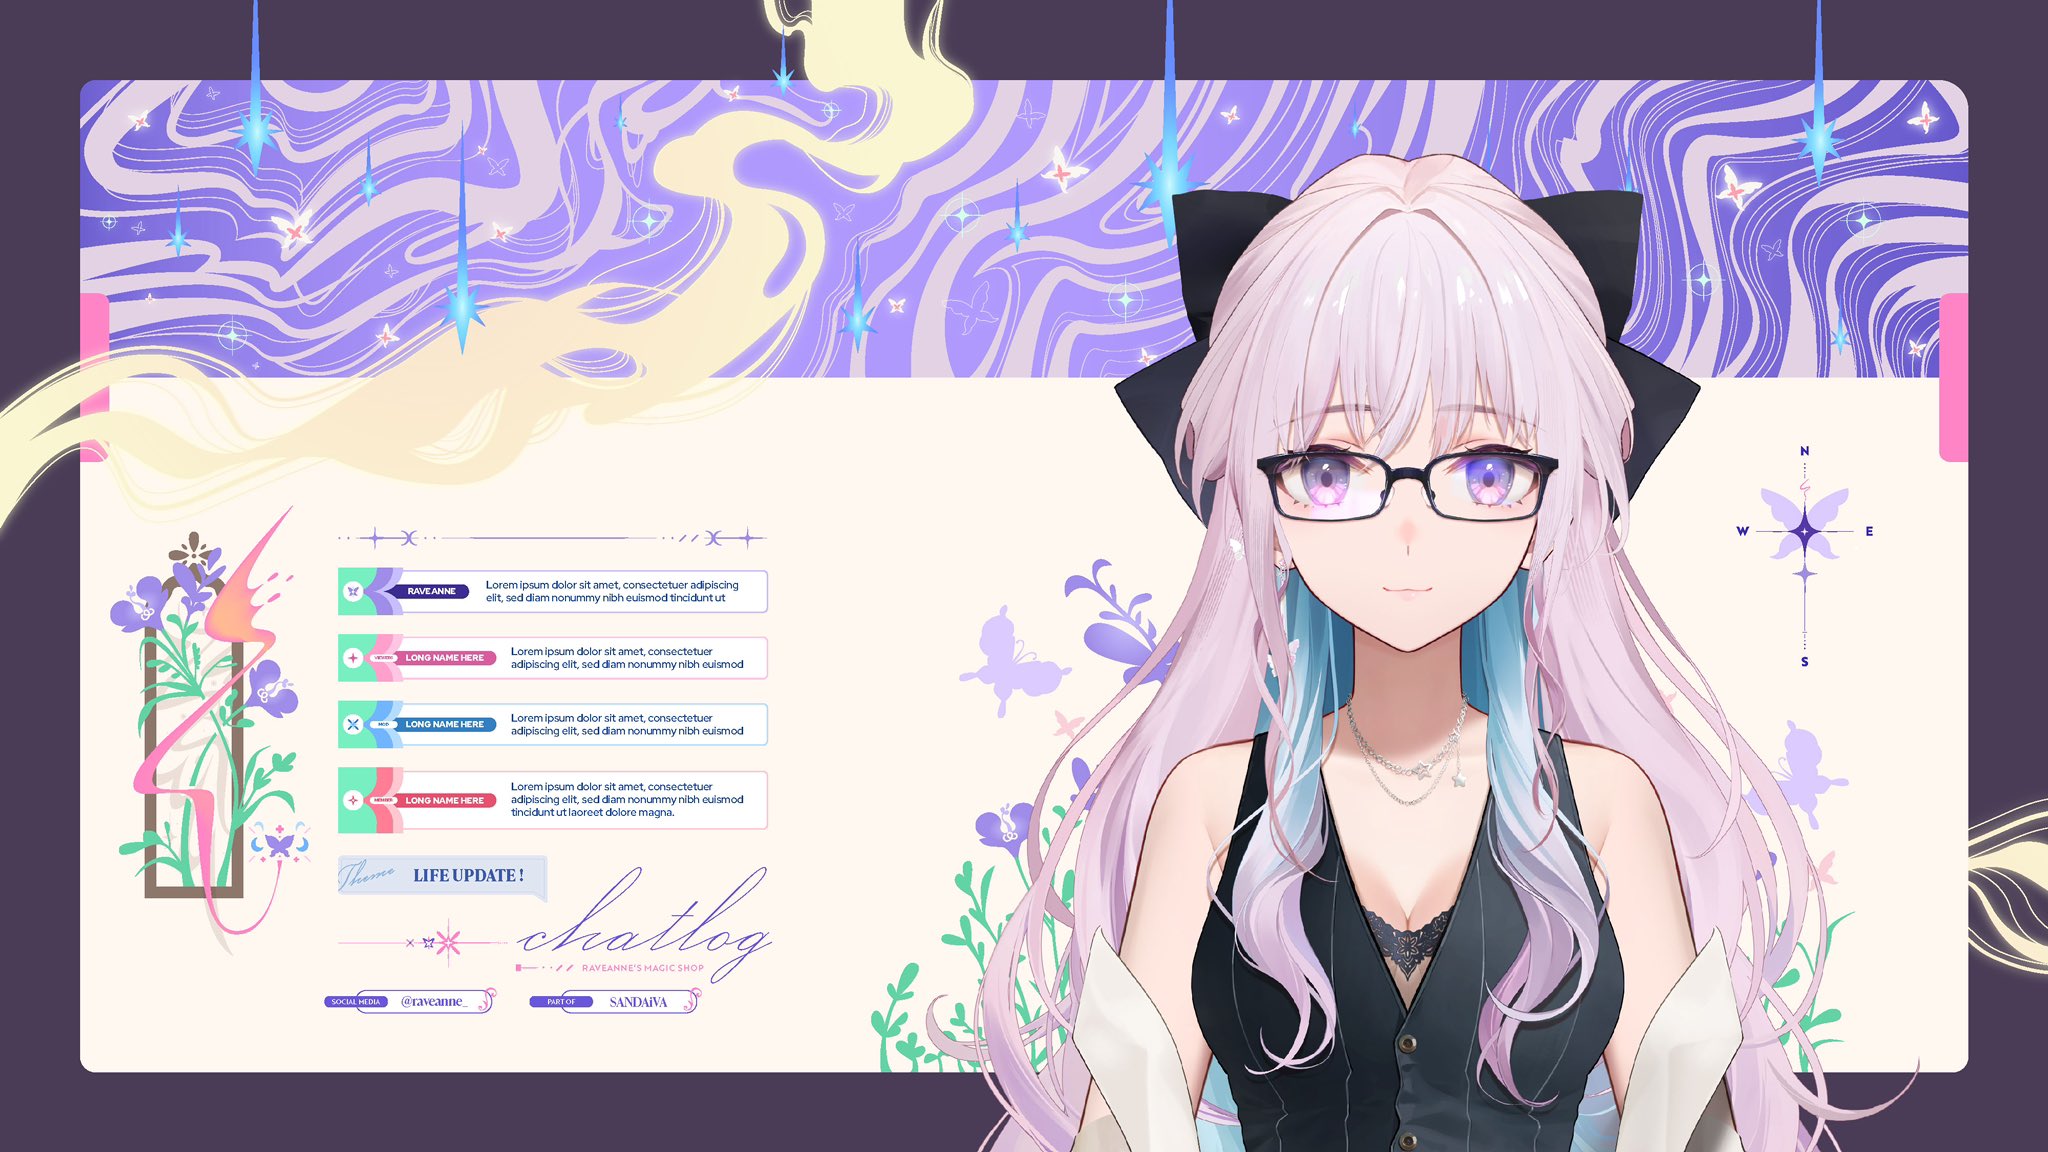 RAVEANNE
Lorem ipsum dolor sit amet, consectetuer adipiscing
elit, sed diam nonummy nibh euismod tincidunt ut
VIEWERS
LONG NAME HERE
Lorem ipsum dolor sit amet, consectetuer
adipiscing elit, sed diam nonummy nibh euismod
MOD
LONG NAME HERE
Lorem ipsum dolor sit amet, consectetuer
adipiscing elit, sed diam nonummy nibh euismod
MEMBER
LONG NAME HERE
Lorem ipsum dolor sit amet, consectetuer
adipiscing elit, sed diam nonummy nibh euismod
tincidunt ut laoreet dolore magna.
Theme
LIFE UPDATE !
chatlog
RAVEANNE'S MAGIC SHOP
SOCIAL MEDIA
@raveanne_
PART OF
SANDAiVA
N
W
E
S